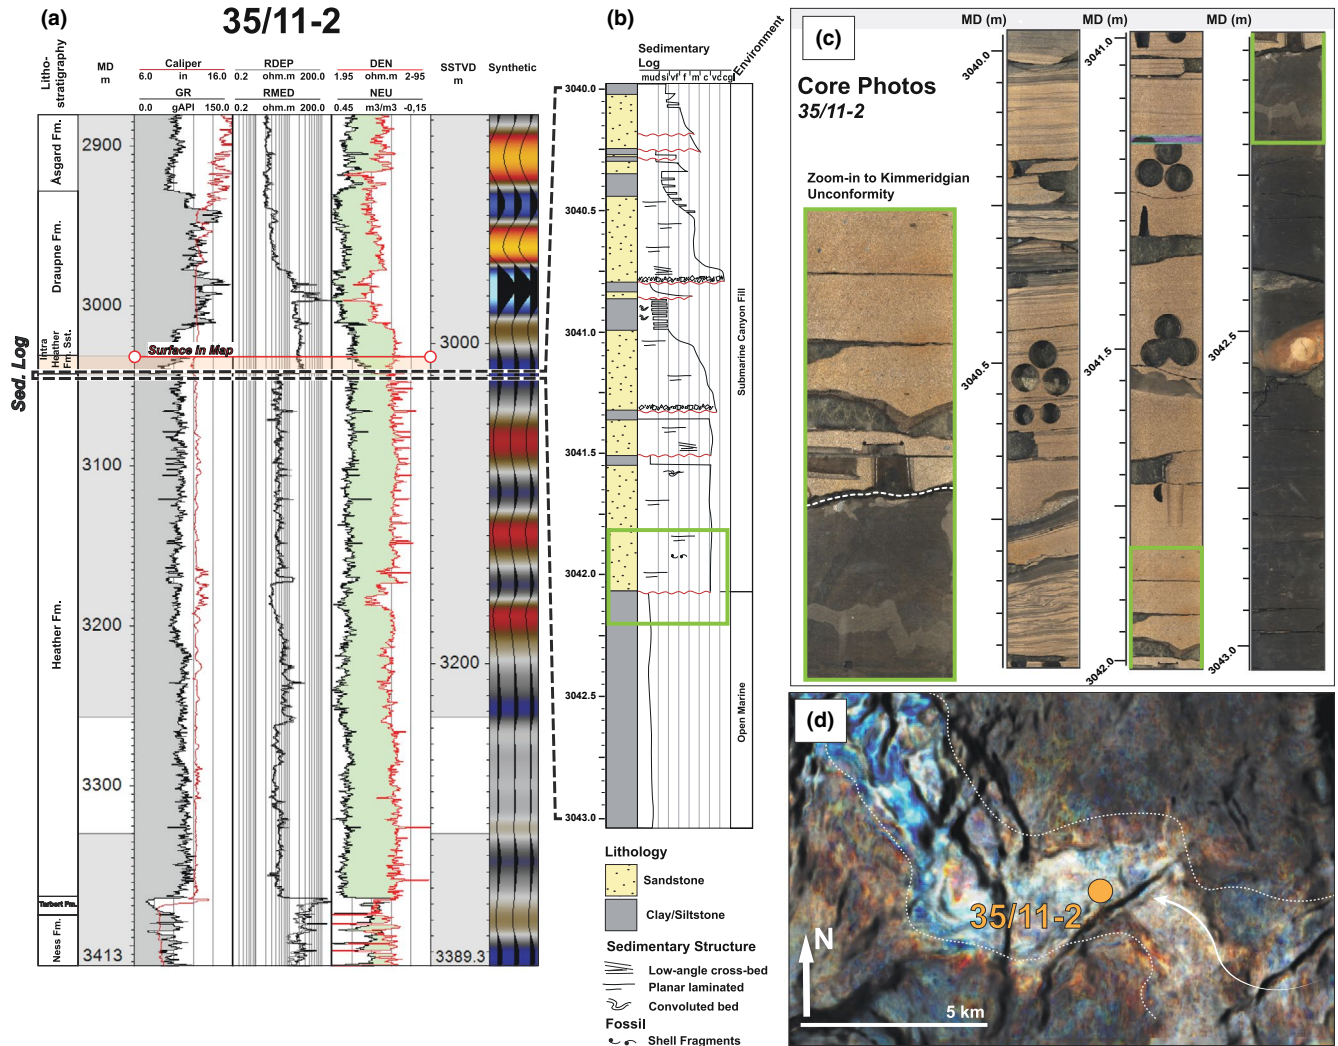 (a)
35/11-2
Litho-
stratigraphy
MD
m
Caliper
6.0 in 16.0
GR
0.0 gAPI 150.0
RDEP
0.2 ohm.m 200.0
RMED
0.2 ohm.m 200.0
DEN
1.95 ohm.m 2.95
NEU
0.45 m3/m3 -0,15
SSTVD
m
Synthetic
Asgard Fm.
Draupne Fm.
Intra
Heather
Fm. Sst.
Heather Fm.
Tarbert Fm.
Ness Fm.
Sed. Log
2900
3000
3100
3200
3300
3413
Surface in Map
3000
3200
3389.3
(b)
Sedimentary
Log
Environment
mud si vf f m c vc cgl
3040.0
3040.5
3041.0
3041.5
3042.0
3042.5
3043.0
Submarine Canyon Fill
Open Marine
Lithology
Sandstone
Clay/Siltstone
Sedimentary Structure
Low-angle cross-bed
Planar laminated
Convoluted bed
Fossil
Shell Fragments
(c)
Core Photos
35/11-2
Zoom-in to Kimmeridgian
Unconformity
MD (m)
MD (m)
MD (m)
3040.0
3040.5
3041.0
3041.5
3042.0
3042.5
3043.0
(d)
35/11-2
N
5 km